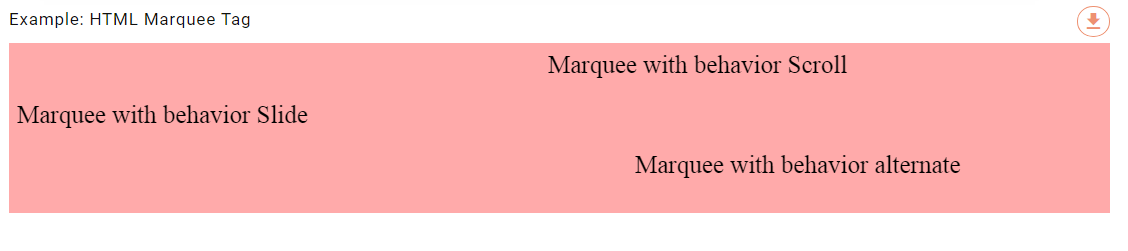 Example: HTML Marquee Tag
Marquee with behavior Scroll
Marquee with behavior Slide
Marquee with behavior alternate